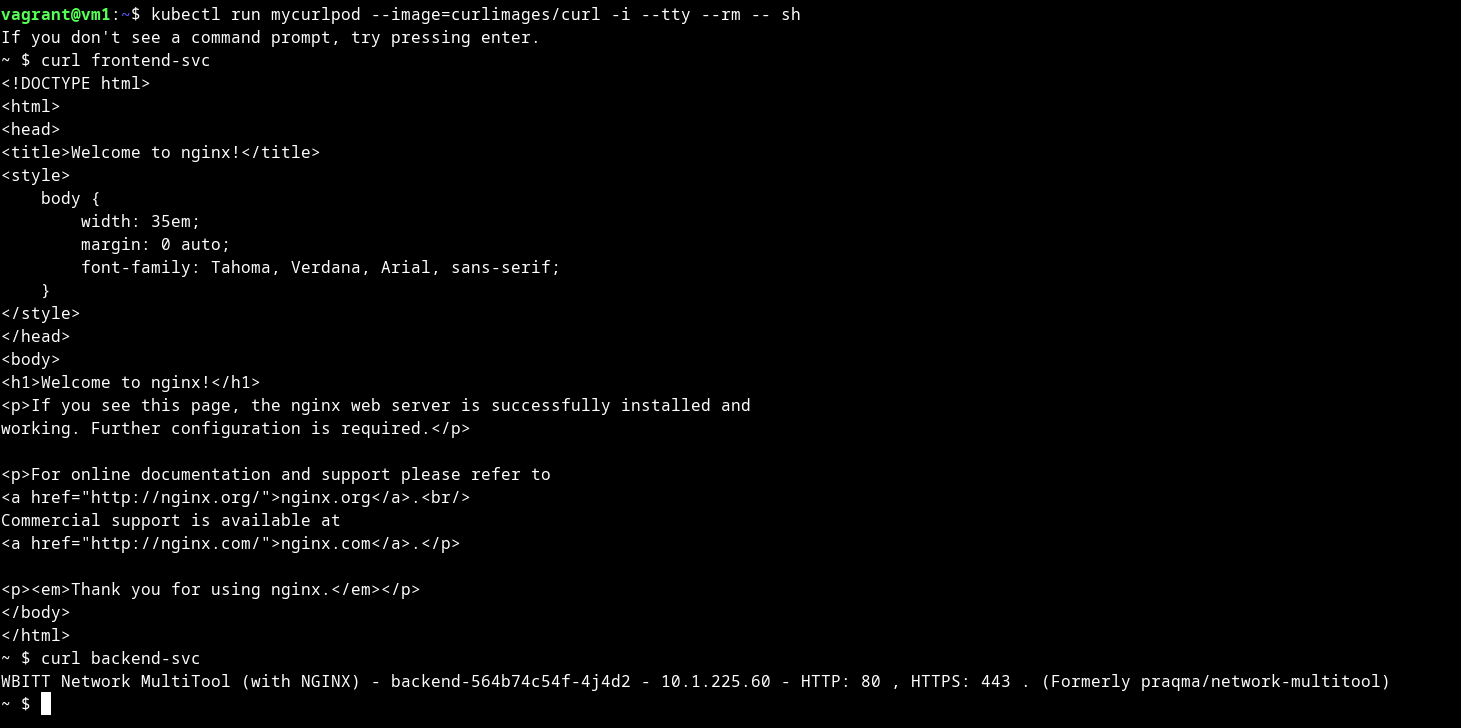 vagrant@vm1:~$ kubectl run mycurlpod --image=curlimages/curl -i --tty --rm -- sh
If you don't see a command prompt, try pressing enter.
~ $ curl frontend-svc
<!DOCTYPE html>
<html>
<head>
<title>Welcome to nginx!</title>
<style>
    body {
        width: 35em;
        margin: 0 auto;
        font-family: Tahoma, Verdana, Arial, sans-serif;
    }
</style>
</head>
<body>
<h1>Welcome to nginx!</h1>
<p>If you see this page, the nginx web server is successfully installed and
working. Further configuration is required.</p>

<p>For online documentation and support please refer to
<a href="http://nginx.org/">nginx.org</a>.<br/>
Commercial support is available at
<a href="http://nginx.com/">nginx.com</a>.</p>

<p><em>Thank you for using nginx.</em></p>
</body>
</html>
~ $ curl backend-svc
WBITT Network MultiTool (with NGINX) - backend-564b74c54f-4j4d2 - 10.1.225.60 - HTTP: 80 , HTTPS: 443 . (Formerly praqma/network-multitool)
~ $